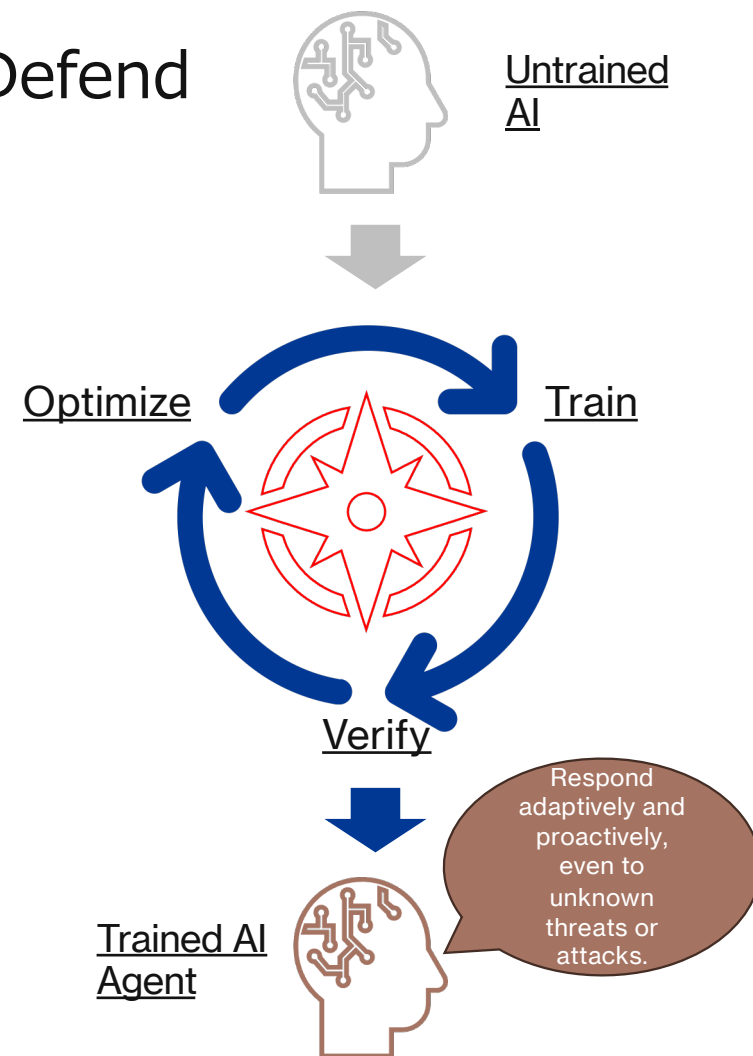 Defend
Untrained
AI
Optimize
Train
Verify
Respond
adaptively and
proactively,
even to
unknown
threats or
attacks.
Trained AI
Agent